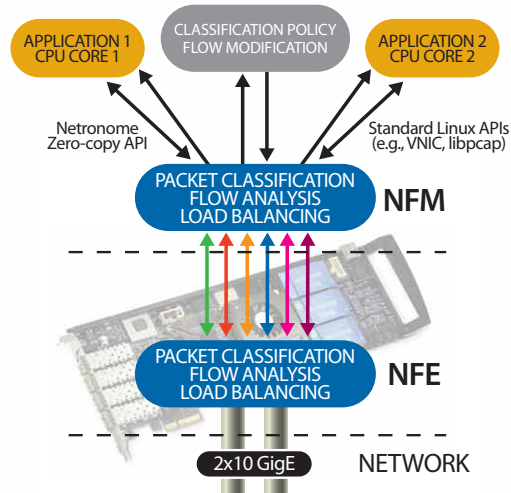 APPLICATION 1
CPU CORE 1
CLASSIFICATION POLICY
FLOW MODIFICATION
APPLICATION 2
CPU CORE 2
Netronome
Zero-copy API
Standard Linux APIs
(e.g., VNIC, libpcap)
PACKET CLASSIFICATION
FLOW ANALYSIS
LOAD BALANCING
NFM
PACKET CLASSIFICATION
FLOW ANALYSIS
LOAD BALANCING
NFE
2x10 GigE
NETWORK